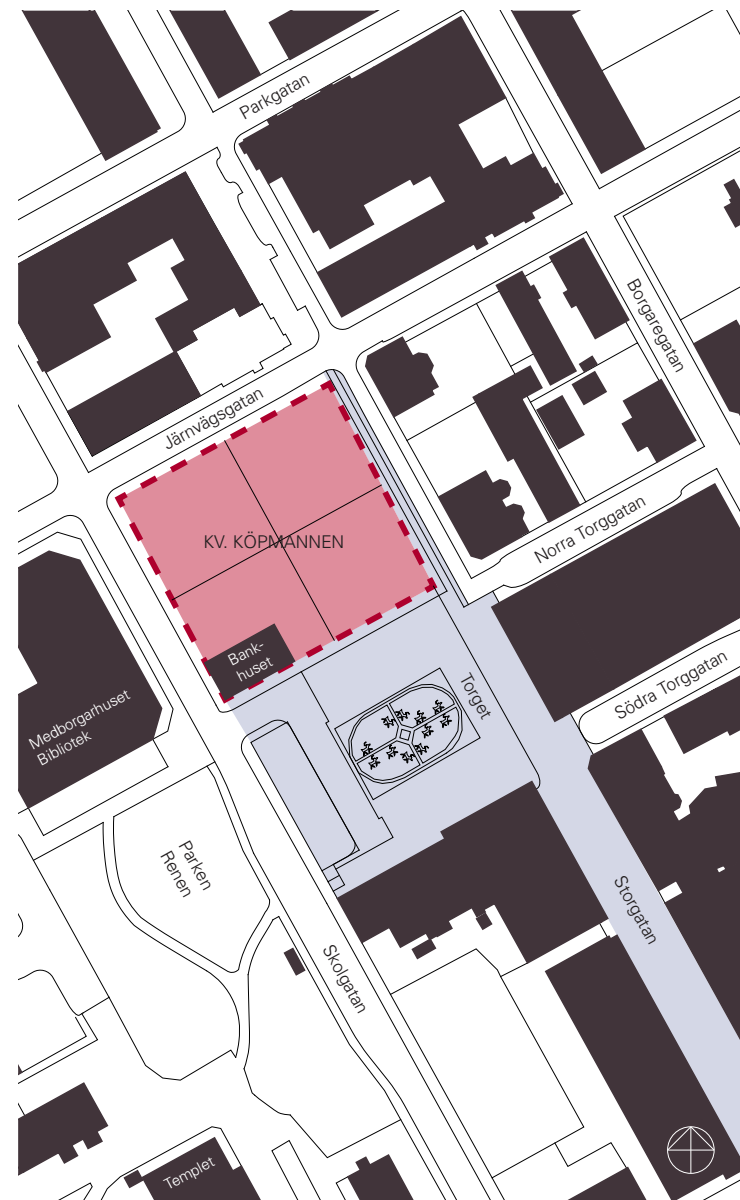 Parkgatan
Borgaregatan
Järnvägsgatan
KV. KÖPMANNEN
Norra Torggatan
Bank-
huset
Torget
Södra Torggatan
Medborgarhuset
Bibliotek
Parken
Renen
Storgatan
Skolgatan
Templet